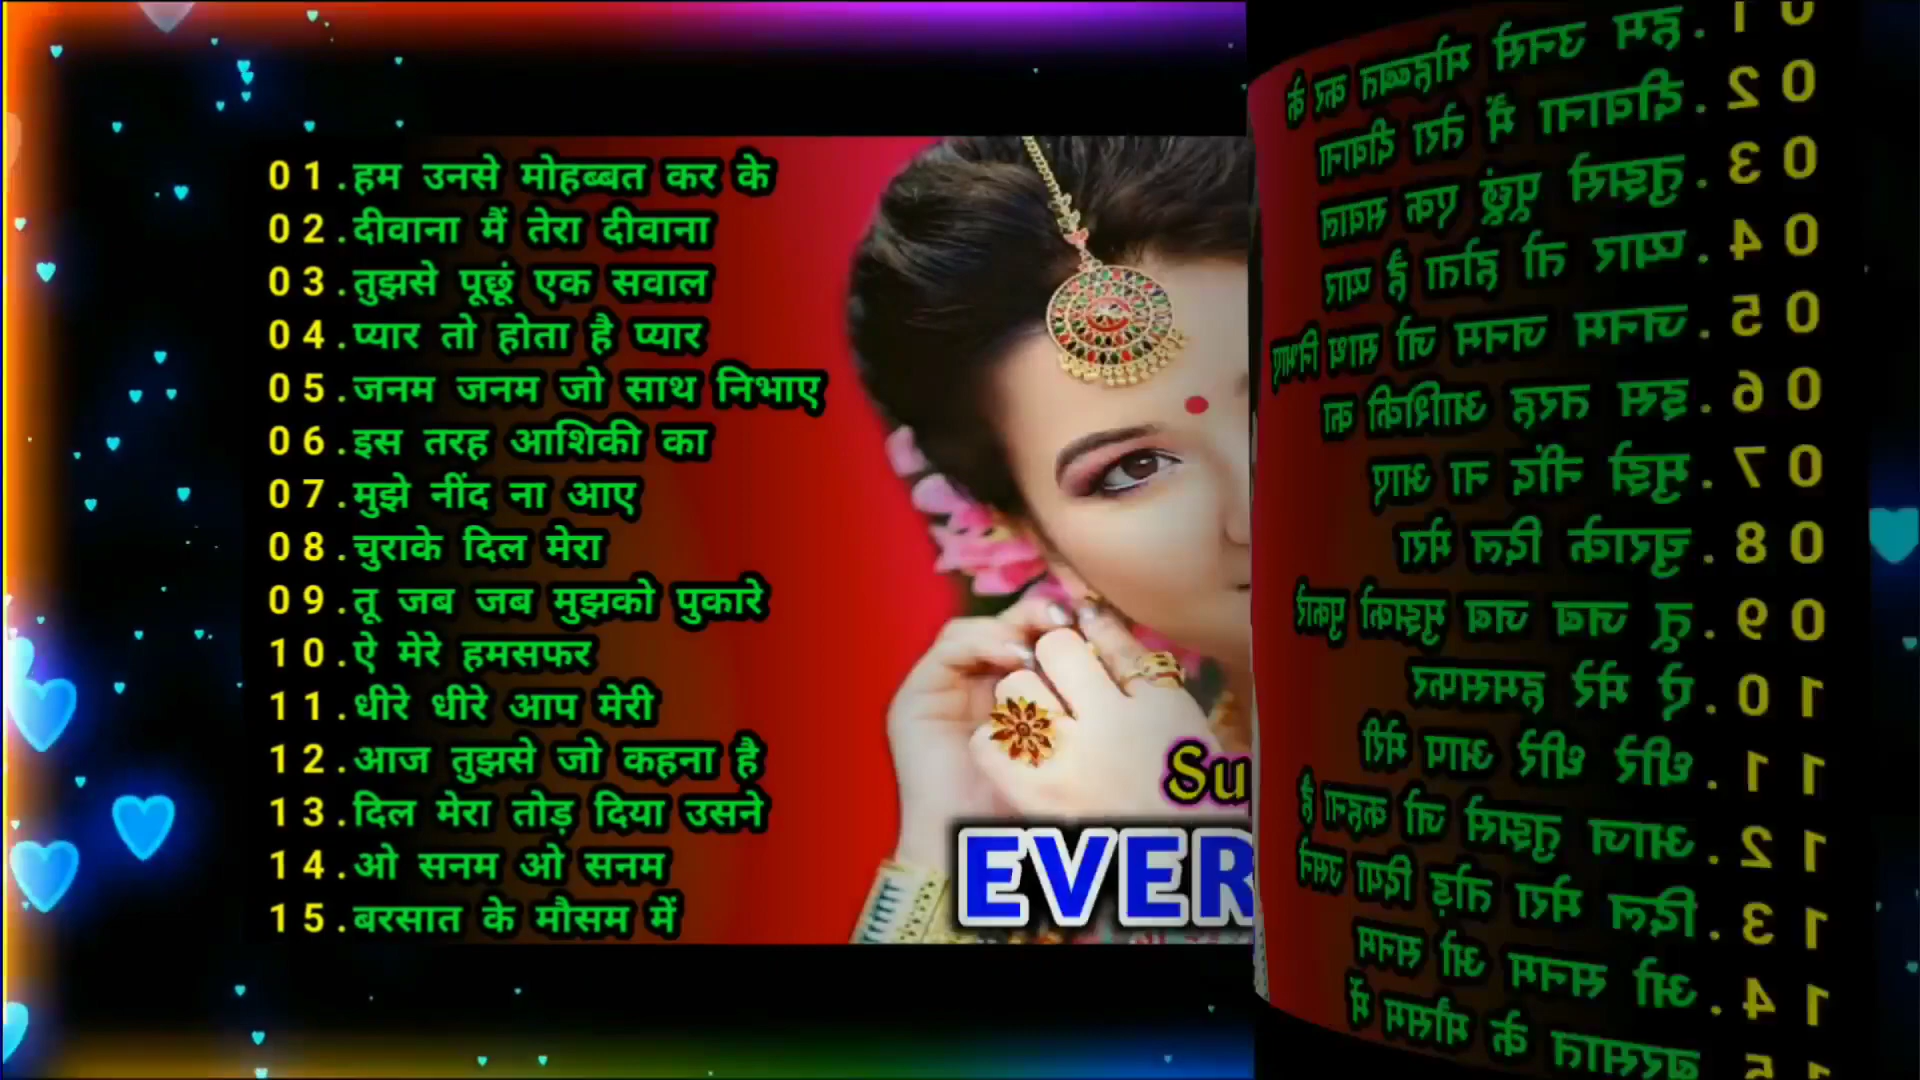 01.हम उनसे मोहब्बत कर के
02.दीवाना मैं तेरा दीवाना
03.तुझसे पूछूं एक सवाल
04.प्यार तो होता है प्यार
05.जनम जनम जो साथ निभाए
06.इस तरह आशिकी का
07.मुझे नींद ना आए
08.चुराके दिल मेरा
09.तू जब जब मुझको पुकारे
10.ऐ मेरे हमसफर
11.धीरे धीरे आप मेरी
12.आज तुझसे जो कहना है
13.दिल मेरा तोड़ दिया उसने
14.ओ सनम ओ सनम
15.बरसात के मौसम में
Su
EVER